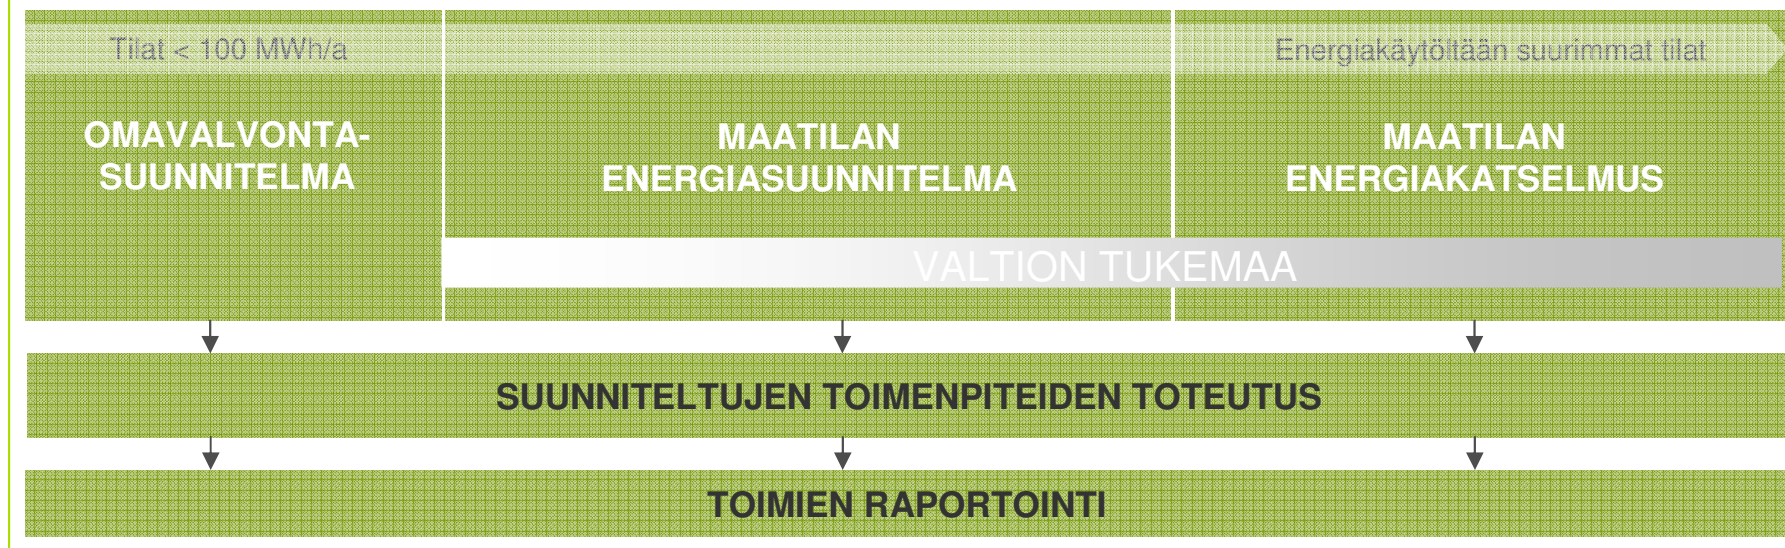 Tilat < 100 MWh/a
Energiakäytöltään suurimmat tilat
OMAVALVONTA-
SUUNNITELMA
MAATILAN
ENERGIASUUNNITELMA
MAATILAN
ENERGIAKATSELMUS
VALTION TUKEMAA
SUUNNITELTUJEN TOIMENPITEIDEN TOTEUTUS
TOIMIEN RAPORTOINTI